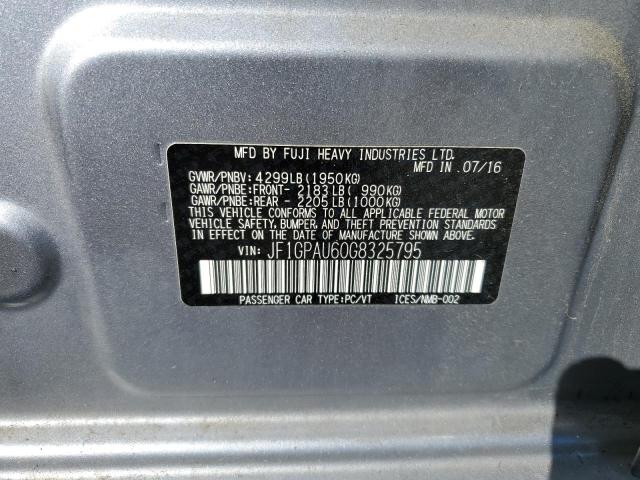 MFD BY FUJI HEAVY INDUSTRIES LTD.
MFD IN .07/16
GVWR/PNBV: 4299LB(1950KG)
GAWR/PNBE:FRONT- 2183LB( 990KG)
GAWR/PNBE:REAR - 2205LB(1000KG)
THIS VEHICLE CONFORMS TO ALL APPLICABLE FEDERAL MOTOR
VEHICLE SAFETY, BUMPER, AND THEFT PREVENTION STANDARDS
IN EFFECT ON THE DATE OF MANUFACTURE SHOWN ABOVE.
VIN: JF1GPAU60G8325795
PASSENGER CAR TYPE:PC/VT ICES/NMB-002